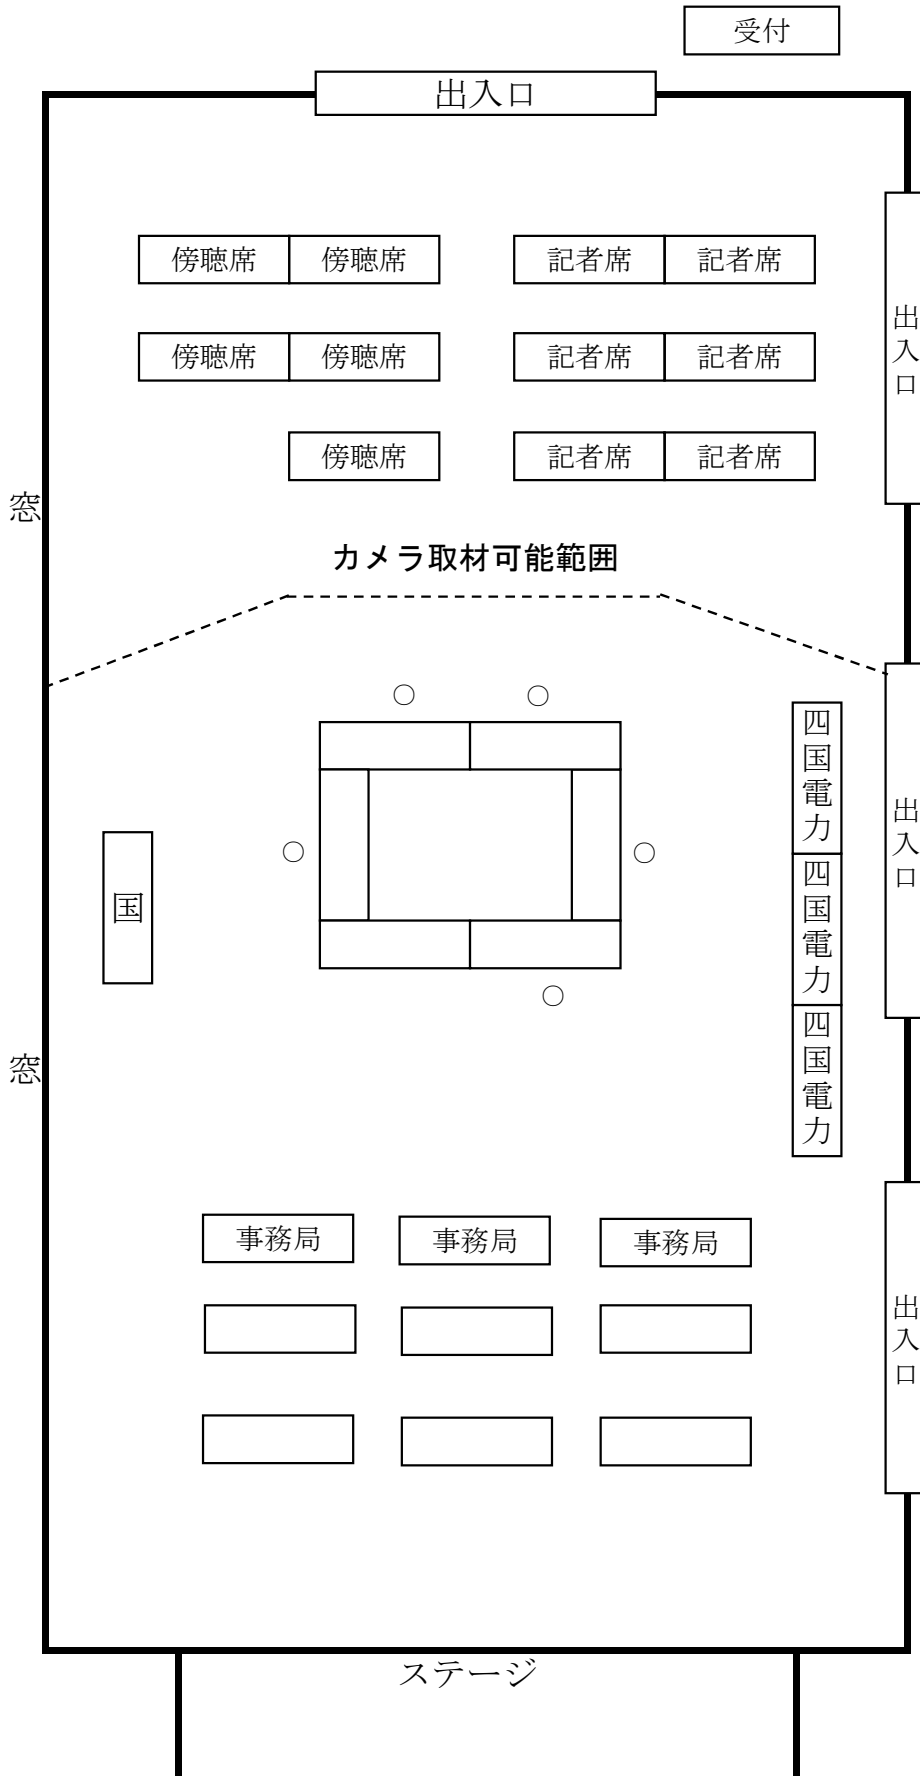 受付
出入口
傍聴席 傍聴席 記者席 記者席
出入口
傍聴席 傍聴席 記者席 記者席
傍聴席 記者席 記者席
窓
カメラ取材可能範囲
○ ○
四国電力
出入口
○ ○
四国電力
国
○
四国電力
窓
事務局 事務局 事務局
出入口
ステージ